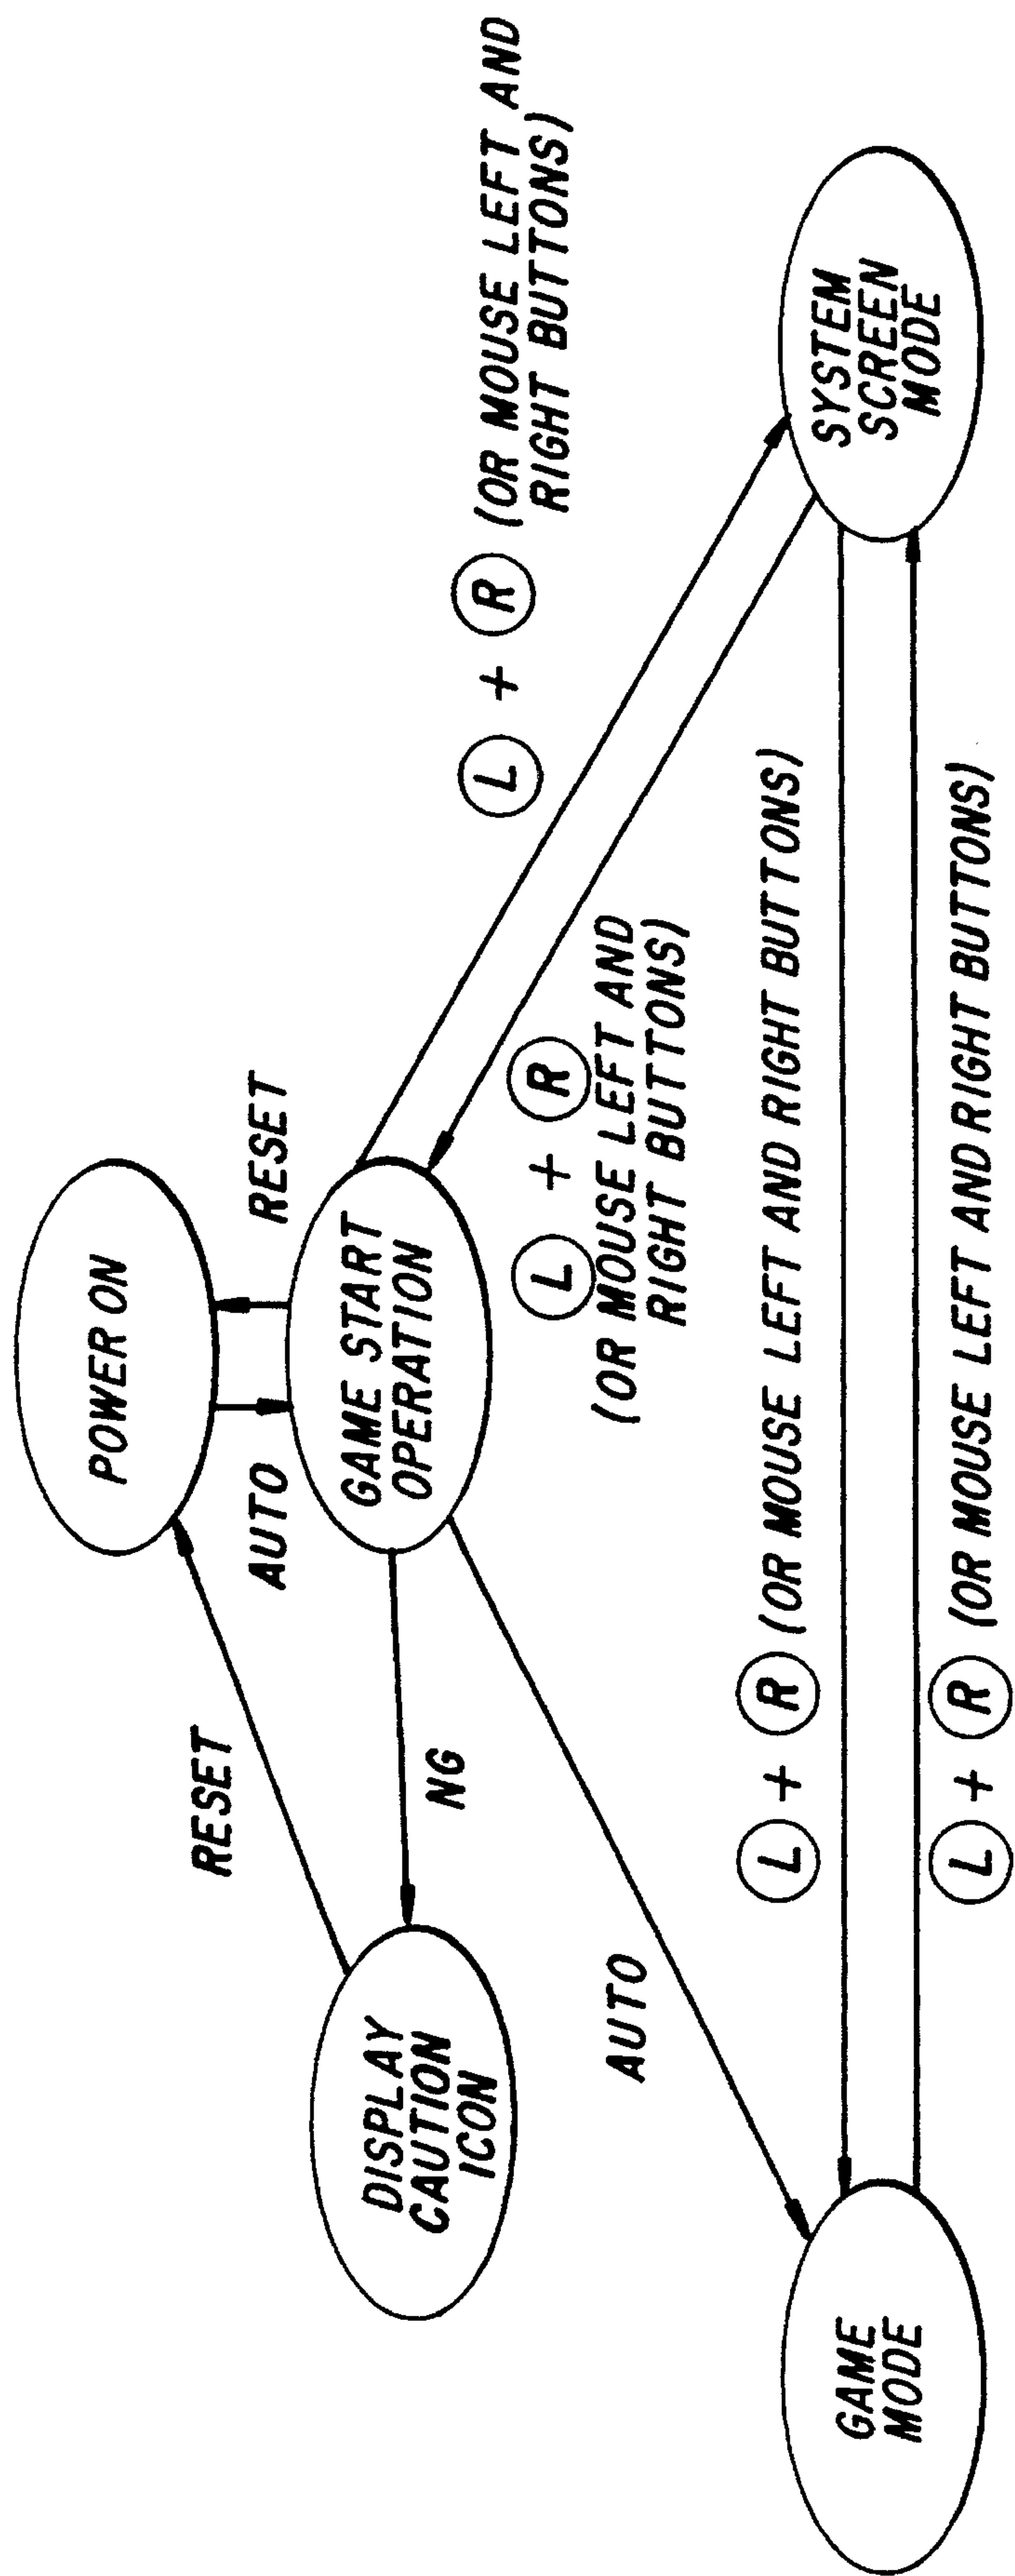 POWER ON
RESET
AUTO
RESET
GAME START
OPERATION
NG
DISPLAY
CAUTION
ICON
L + R (OR MOUSE LEFT AND
RIGHT BUTTONS)
L + R
(OR MOUSE LEFT AND
RIGHT BUTTONS)
AUTO
L + R (OR MOUSE LEFT AND RIGHT BUTTONS)
GAME
MODE
SYSTEM
SCREEN
MODE
L + R (OR MOUSE LEFT AND RIGHT BUTTONS)